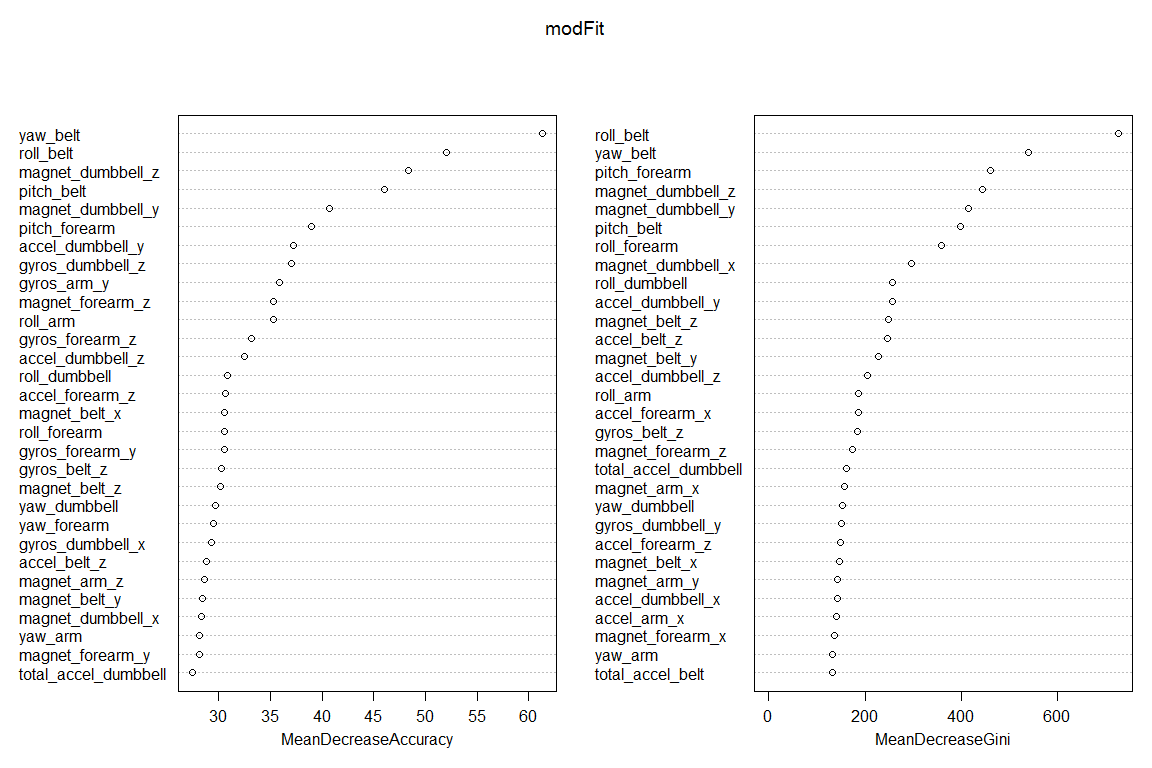 modFit
yaw_belt
roll_belt
magnet_dumbbell_z
pitch_belt
magnet_dumbbell_y
pitch_forearm
accel_dumbbell_y
gyros_dumbbell_z
gyros_arm_y
magnet_forearm_z
roll_arm
gyros_forearm_z
accel_dumbbell_z
roll_dumbbell
accel_forearm_z
magnet_belt_x
roll_forearm
gyros_forearm_y
gyros_belt_z
magnet_belt_z
yaw_dumbbell
yaw_forearm
gyros_dumbbell_x
accel_belt_z
magnet_arm_z
magnet_belt_y
magnet_dumbbell_x
yaw_arm
magnet_forearm_y
total_accel_dumbbell
30 35 40 45 50 55 60
MeanDecreaseAccuracy
roll_belt
yaw_belt
pitch_forearm
magnet_dumbbell_z
magnet_dumbbell_y
pitch_belt
roll_forearm
magnet_dumbbell_x
roll_dumbbell
accel_dumbbell_y
magnet_belt_z
accel_belt_z
magnet_belt_y
accel_dumbbell_z
roll_arm
accel_forearm_x
gyros_belt_z
magnet_forearm_z
total_accel_dumbbell
magnet_arm_x
yaw_dumbbell
gyros_dumbbell_y
accel_forearm_z
magnet_belt_x
magnet_arm_y
accel_dumbbell_x
accel_arm_x
magnet_forearm_x
yaw_arm
total_accel_belt
0 200 400 600
MeanDecreaseGini